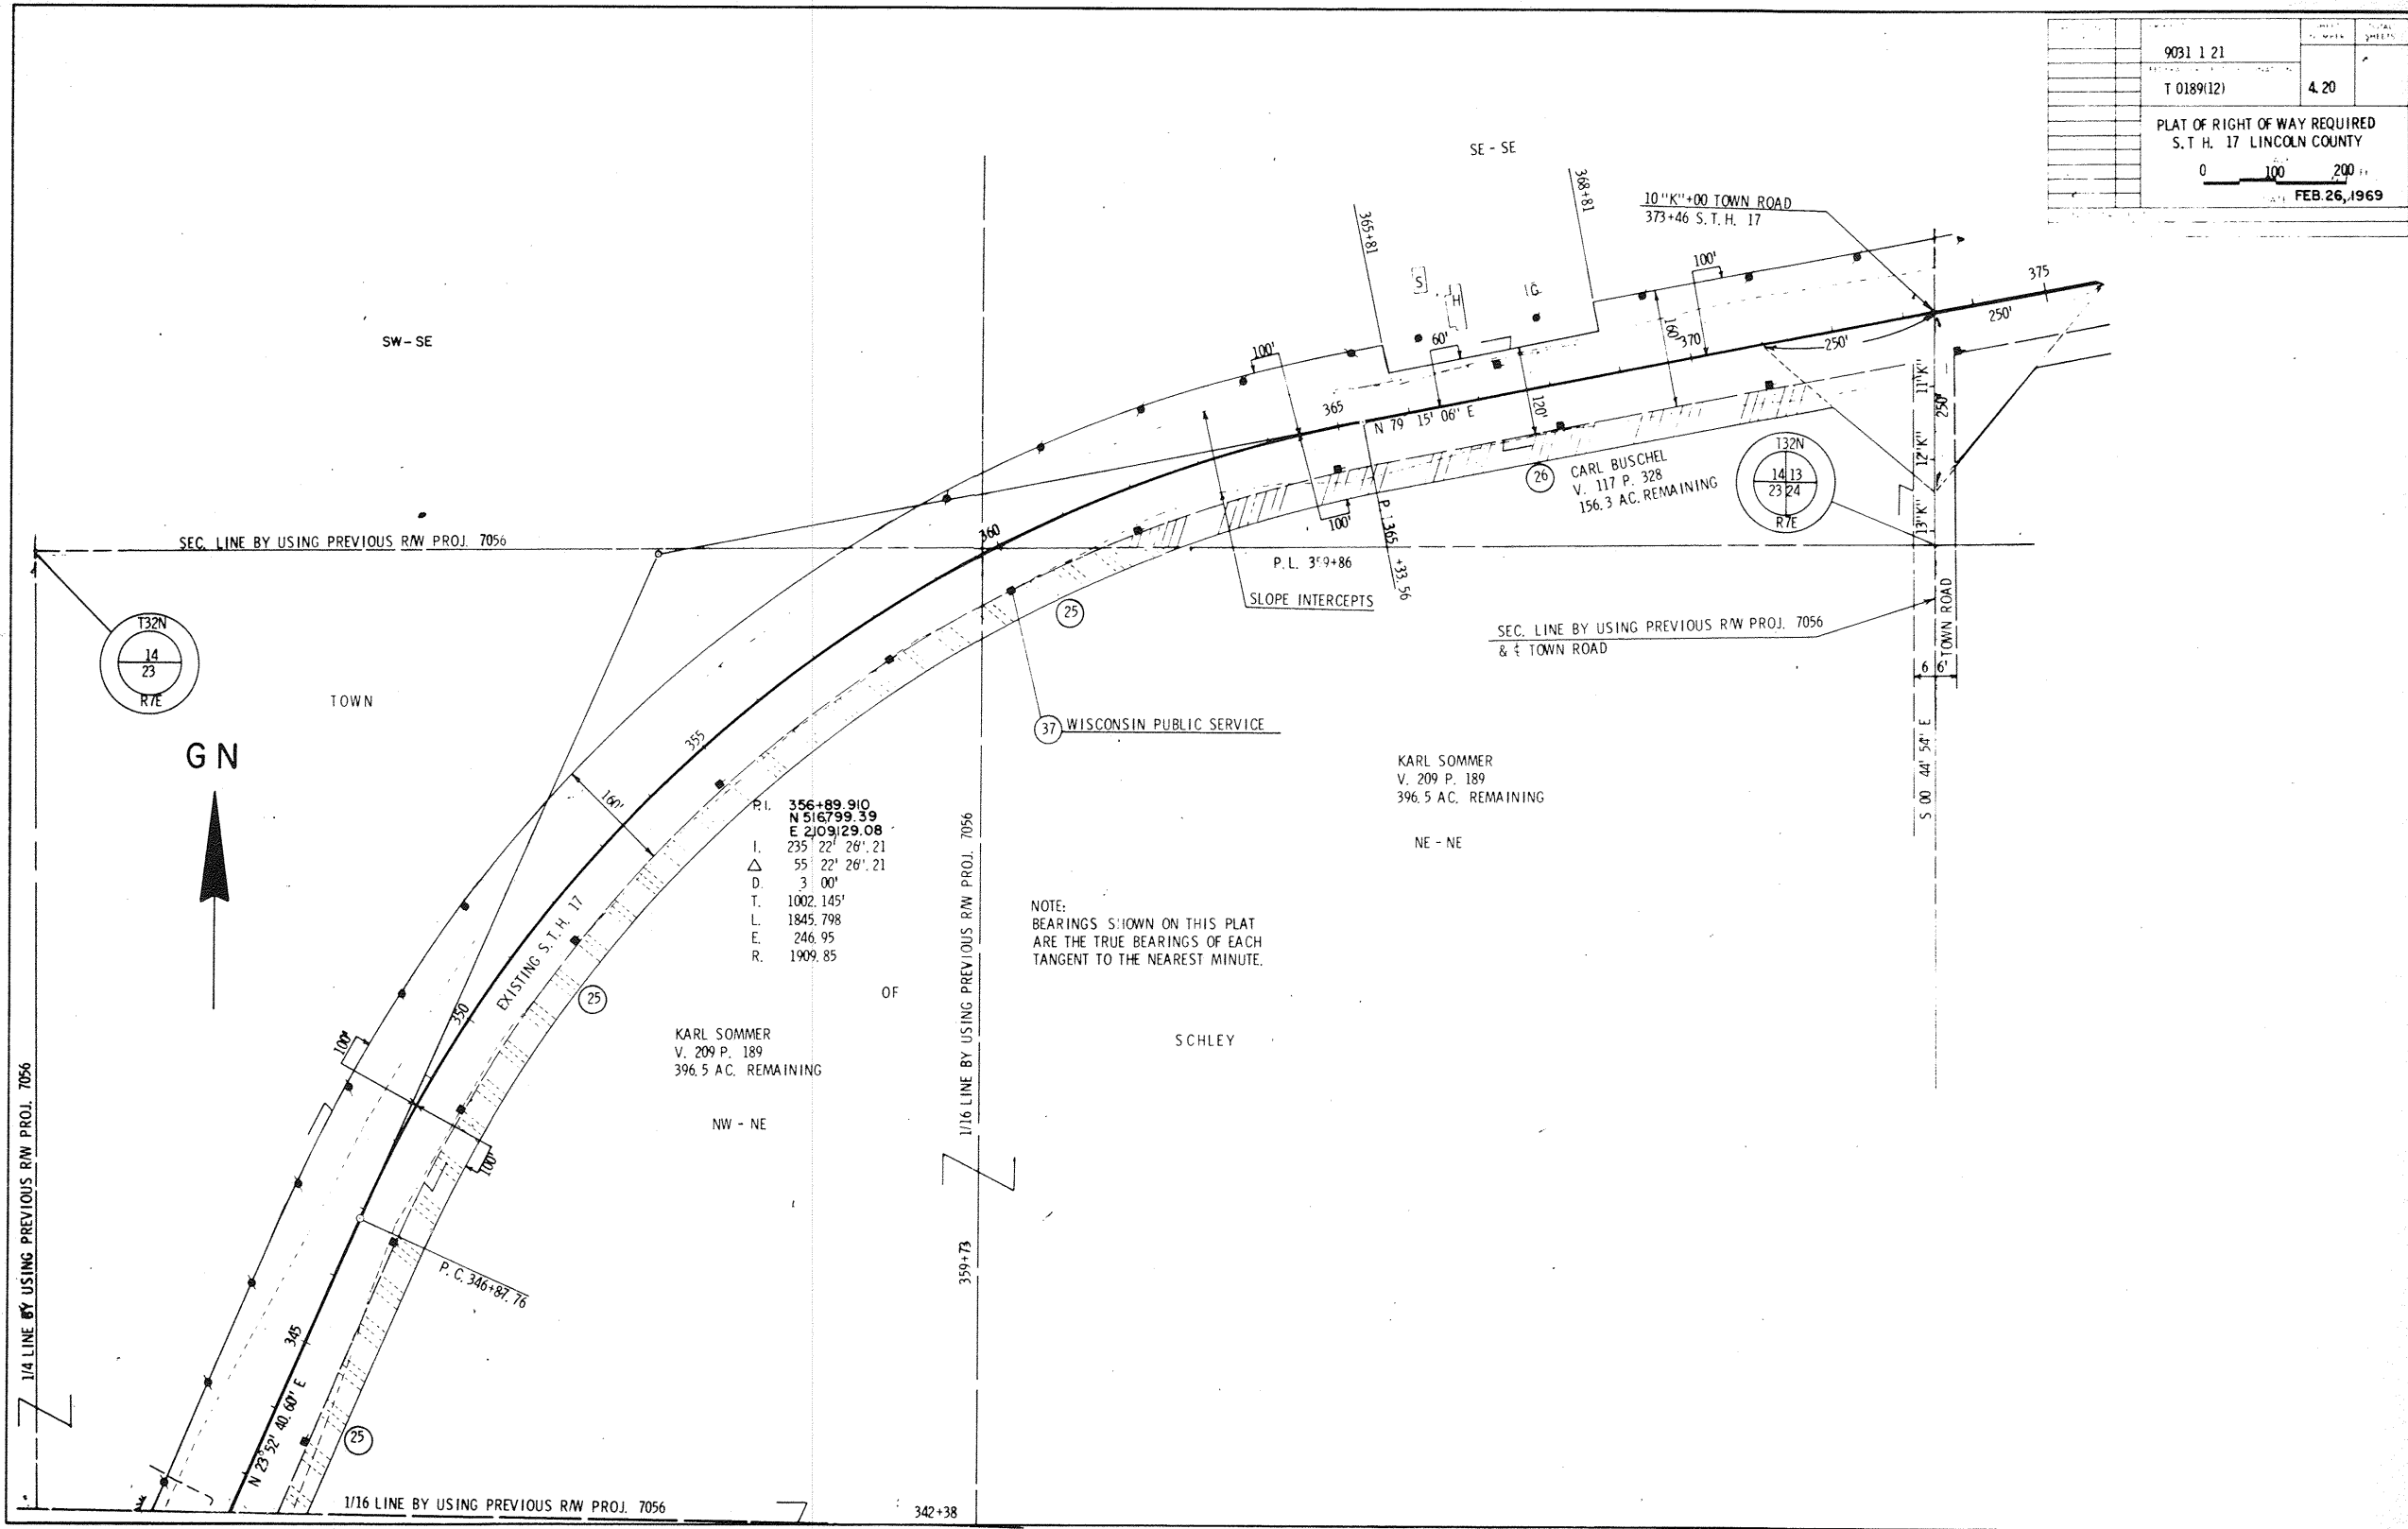 9031 1 21
T 0189(12)
4.20
SHEETS
PLAT OF RIGHT OF WAY REQUIRED
S.T H. 17 LINCOLN COUNTY
0 100 200
FEB.26,1969
SE - SE
368+81
365+81
10 "K"+00 TOWN ROAD
373+46 S.T.H. 17
100'
375
250'
SW - SE
S
H
60'
160'
370
250'
100'
365
N 79 15' 06" E
120'
11"K"
250'
12"K"
13"K"
26
CARL BUSCHEL
V. 117 P. 328
156.3 AC. REMAINING
T32N
14 13
23 24
R7E
100'
SEC. LINE BY USING PREVIOUS R/W PROJ. 7056
360
+33.56
SLOPE INTERCEPTS
25
T32N
14
23
R7E
SEC. LINE BY USING PREVIOUS R/W PROJ. 7056
& ℄ TOWN ROAD
TOWN ROAD
6 6'
TOWN
GN
37 WISCONSIN PUBLIC SERVICE
355
160'
S 00 44' 54" E
KARL SOMMER
V. 209 P. 189
396.5 AC. REMAINING
NE - NE
P.I. 356+89.910
N 516799.39
E 2109129.08
I. 235 22' 26".21
△ 55 22' 26".21
D. 3 00'
T. 1002.145'
L. 1845.798
E. 246.95
R. 1909.85
1/16 LINE BY USING PREVIOUS R/W PROJ. 7056
NOTE:
BEARINGS SHOWN ON THIS PLAT
ARE THE TRUE BEARINGS OF EACH
TANGENT TO THE NEAREST MINUTE.
EXISTING S.T.H. 17
25
OF
SCHLEY
350
KARL SOMMER
V. 209 P. 189
396.5 AC. REMAINING
NW - NE
100'
100'
1/4 LINE BY USING PREVIOUS R/W PROJ. 7056
P.C. 346+87.76
359+73
345
N 23° 52' 40.60" E
25
1/16 LINE BY USING PREVIOUS R/W PROJ. 7056
342+38